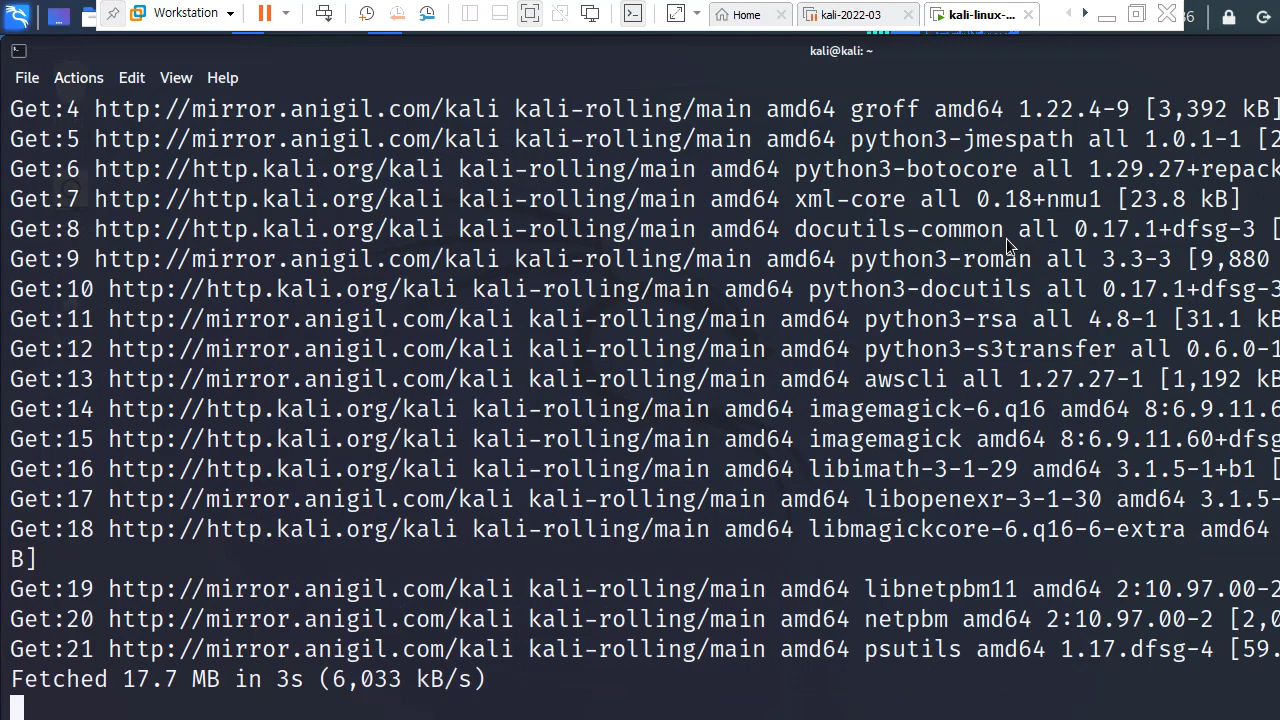 Workstation
Home
kali-2022-03
kali-linux-...
kali@kali: ~
File Actions Edit View Help
Get:4 http://mirror.anigil.com/kali kali-rolling/main amd64 groff amd64 1.22.4-9 [3,392 kB]
Get:5 http://mirror.anigil.com/kali kali-rolling/main amd64 python3-jmespath all 1.0.1-1 [2
Get:6 http://http.kali.org/kali kali-rolling/main amd64 python3-botocore all 1.29.27+repack
Get:7 http://mirror.anigil.com/kali kali-rolling/main amd64 xml-core all 0.18+nmu1 [23.8 kB]
Get:8 http://http.kali.org/kali kali-rolling/main amd64 docutils-common all 0.17.1+dfsg-3 [
Get:9 http://mirror.anigil.com/kali kali-rolling/main amd64 python3-roman all 3.3-3 [9,880
Get:10 http://http.kali.org/kali kali-rolling/main amd64 python3-docutils all 0.17.1+dfsg-3
Get:11 http://mirror.anigil.com/kali kali-rolling/main amd64 python3-rsa all 4.8-1 [31.1 kB
Get:12 http://mirror.anigil.com/kali kali-rolling/main amd64 python3-s3transfer all 0.6.0-1
Get:13 http://mirror.anigil.com/kali kali-rolling/main amd64 awscli all 1.27.27-1 [1,192 kB
Get:14 http://http.kali.org/kali kali-rolling/main amd64 imagemagick-6.q16 amd64 8:6.9.11.6
Get:15 http://http.kali.org/kali kali-rolling/main amd64 imagemagick amd64 8:6.9.11.60+dfsg
Get:16 http://http.kali.org/kali kali-rolling/main amd64 libimath-3-1-29 amd64 3.1.5-1+b1 [
Get:17 http://mirror.anigil.com/kali kali-rolling/main amd64 libopenexr-3-1-30 amd64 3.1.5-
Get:18 http://http.kali.org/kali kali-rolling/main amd64 libmagickcore-6.q16-6-extra amd64
B]
Get:19 http://mirror.anigil.com/kali kali-rolling/main amd64 libnetpbm11 amd64 2:10.97.00-2
Get:20 http://http.kali.org/kali kali-rolling/main amd64 netpbm amd64 2:10.97.00-2 [2,0
Get:21 http://mirror.anigil.com/kali kali-rolling/main amd64 psutils amd64 1.17.dfsg-4 [59.
Fetched 17.7 MB in 3s (6,033 kB/s)